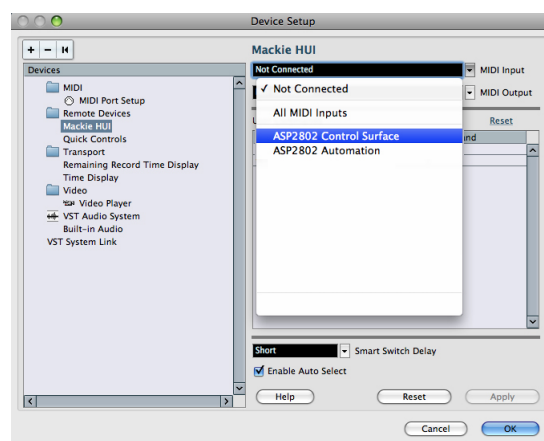 Device Setup
+ - 
Mackie HUI
Devices
MIDI
MIDI Port Setup
Remote Devices
Mackie HUI
Quick Controls
Transport
Remaining Record Time Display
Time Display
Video
Video Player
VST Audio System
Built-in Audio
VST System Link
Not Connected
MIDI Input
✓ Not Connected
MIDI Output
All MIDI Inputs
Reset
ASP2802 Control Surface
ASP2802 Automation
Short
Smart Switch Delay
Enable Auto Select
Help
Reset
Apply
Cancel
OK